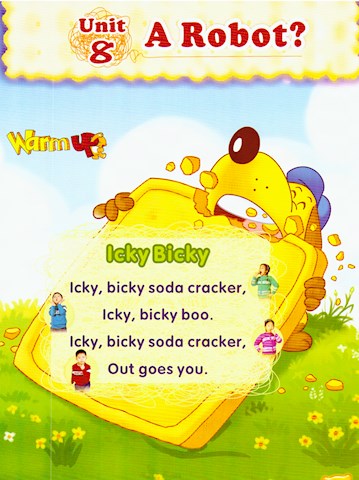 Unit 8 A Robot?
Warm up?
Icky Bicky
Icky, bicky soda cracker,
Icky, bicky boo.
Icky, bicky soda cracker,
Out goes you.